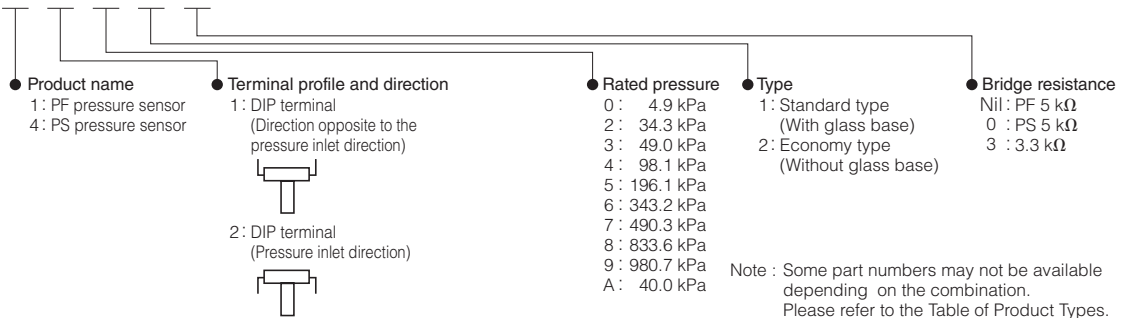 Product name
1 : PF pressure sensor
4 : PS pressure sensor
Terminal profile and direction
1 : DIP terminal
(Direction opposite to the
pressure inlet direction)
2 : DIP terminal
(Pressure inlet direction)
Rated pressure
0 : 4.9 kPa
2 : 34.3 kPa
3 : 49.0 kPa
4 : 98.1 kPa
5 : 196.1 kPa
6 : 343.2 kPa
7 : 490.3 kPa
8 : 833.6 kPa
9 : 980.7 kPa
A : 40.0 kPa
Type
1 : Standard type
(With glass base)
2 : Economy type
(Without glass base)
Bridge resistance
Nil : PF 5 kΩ
0 : PS 5 kΩ
3 : 3.3 kΩ
Note : Some part numbers may not be available
depending on the combination.
Please refer to the Table of Product Types.